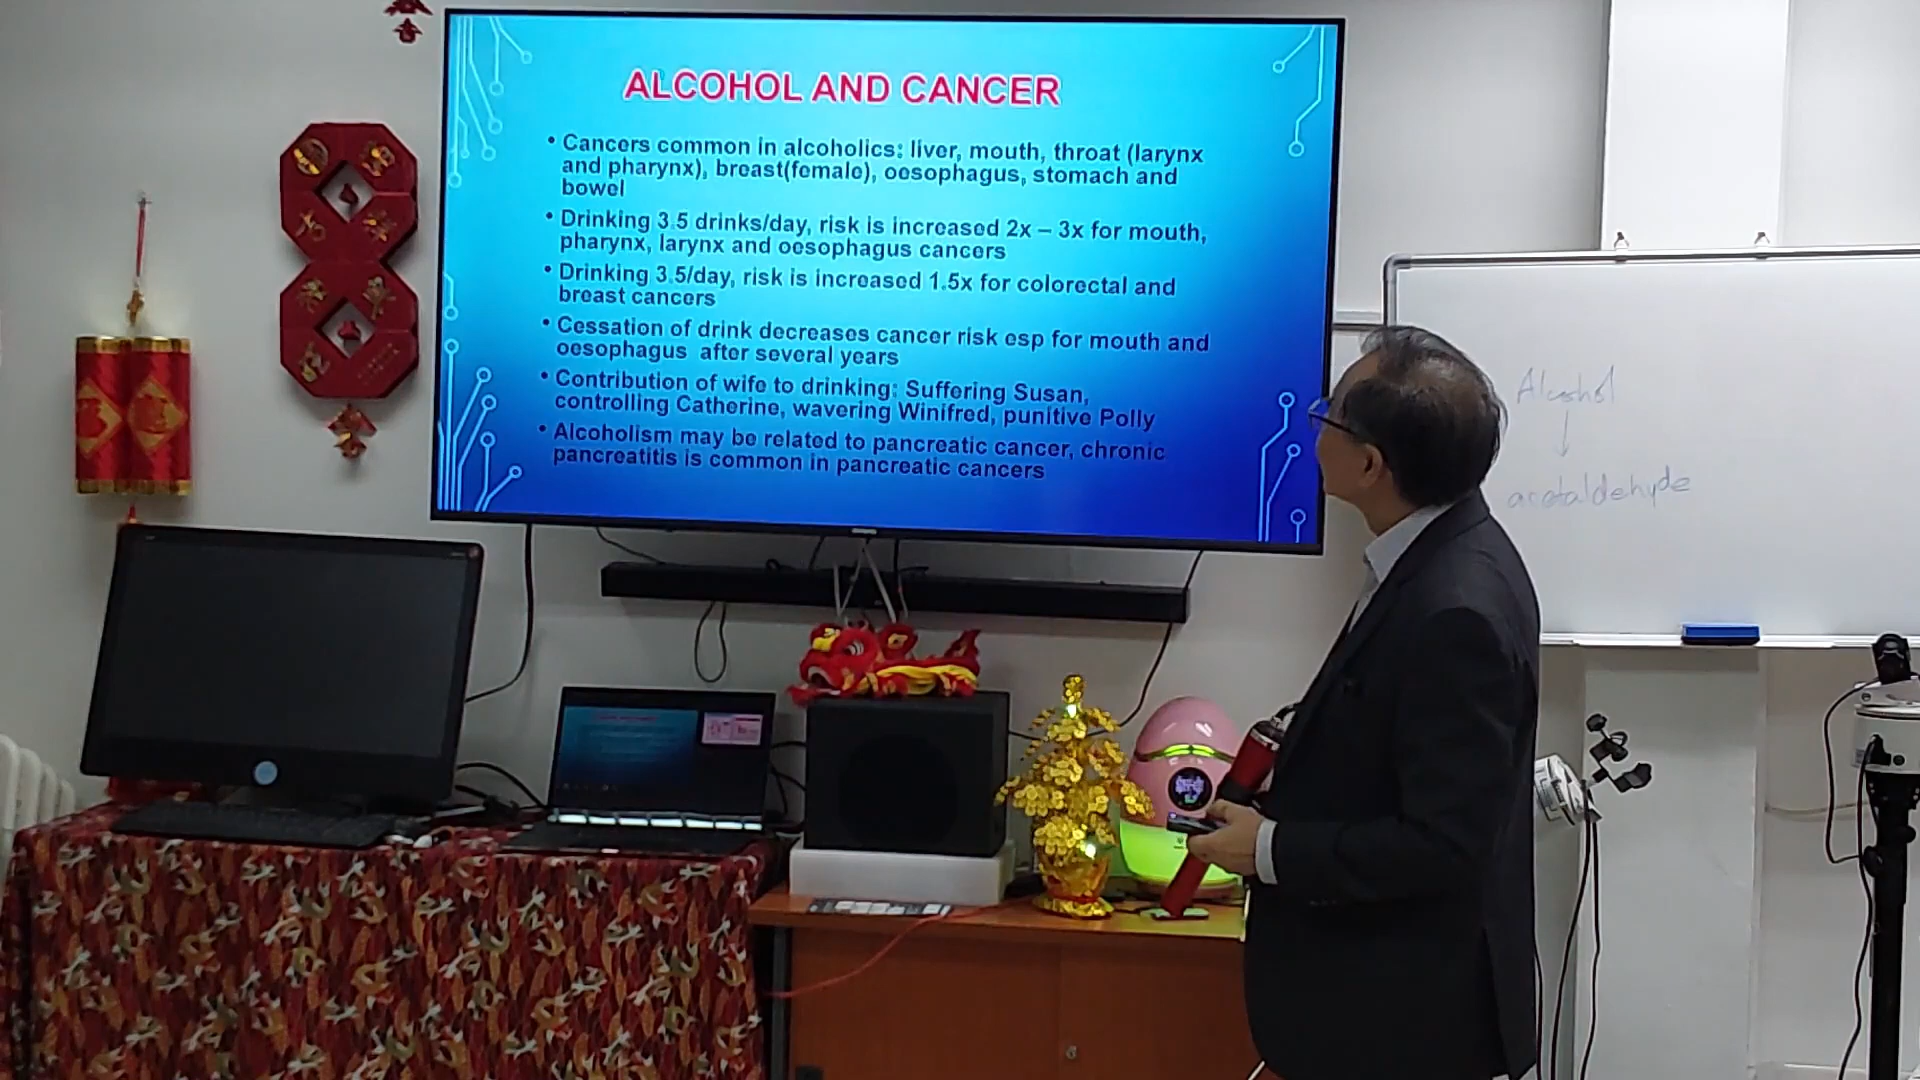 ALCOHOL AND CANCER
• Cancers common in alcoholics: liver, mouth, throat (larynx
and pharynx), breast(female), oesophagus, stomach and
bowel
• Drinking 3.5 drinks/day, risk is increased 2x – 3x for mouth,
pharynx, larynx and oesophagus cancers
• Drinking 3.5/day, risk is increased 1.5x for colorectal and
breast cancers
• Cessation of drink decreases cancer risk esp for mouth and
oesophagus after several years
• Contribution of wife to drinking: Suffering Susan,
controlling Catherine, wavering Winifred, punitive Polly
• Alcoholism may be related to pancreatic cancer, chronic
pancreatitis is common in pancreatic cancers
Alcohol
↓
acetaldehyde